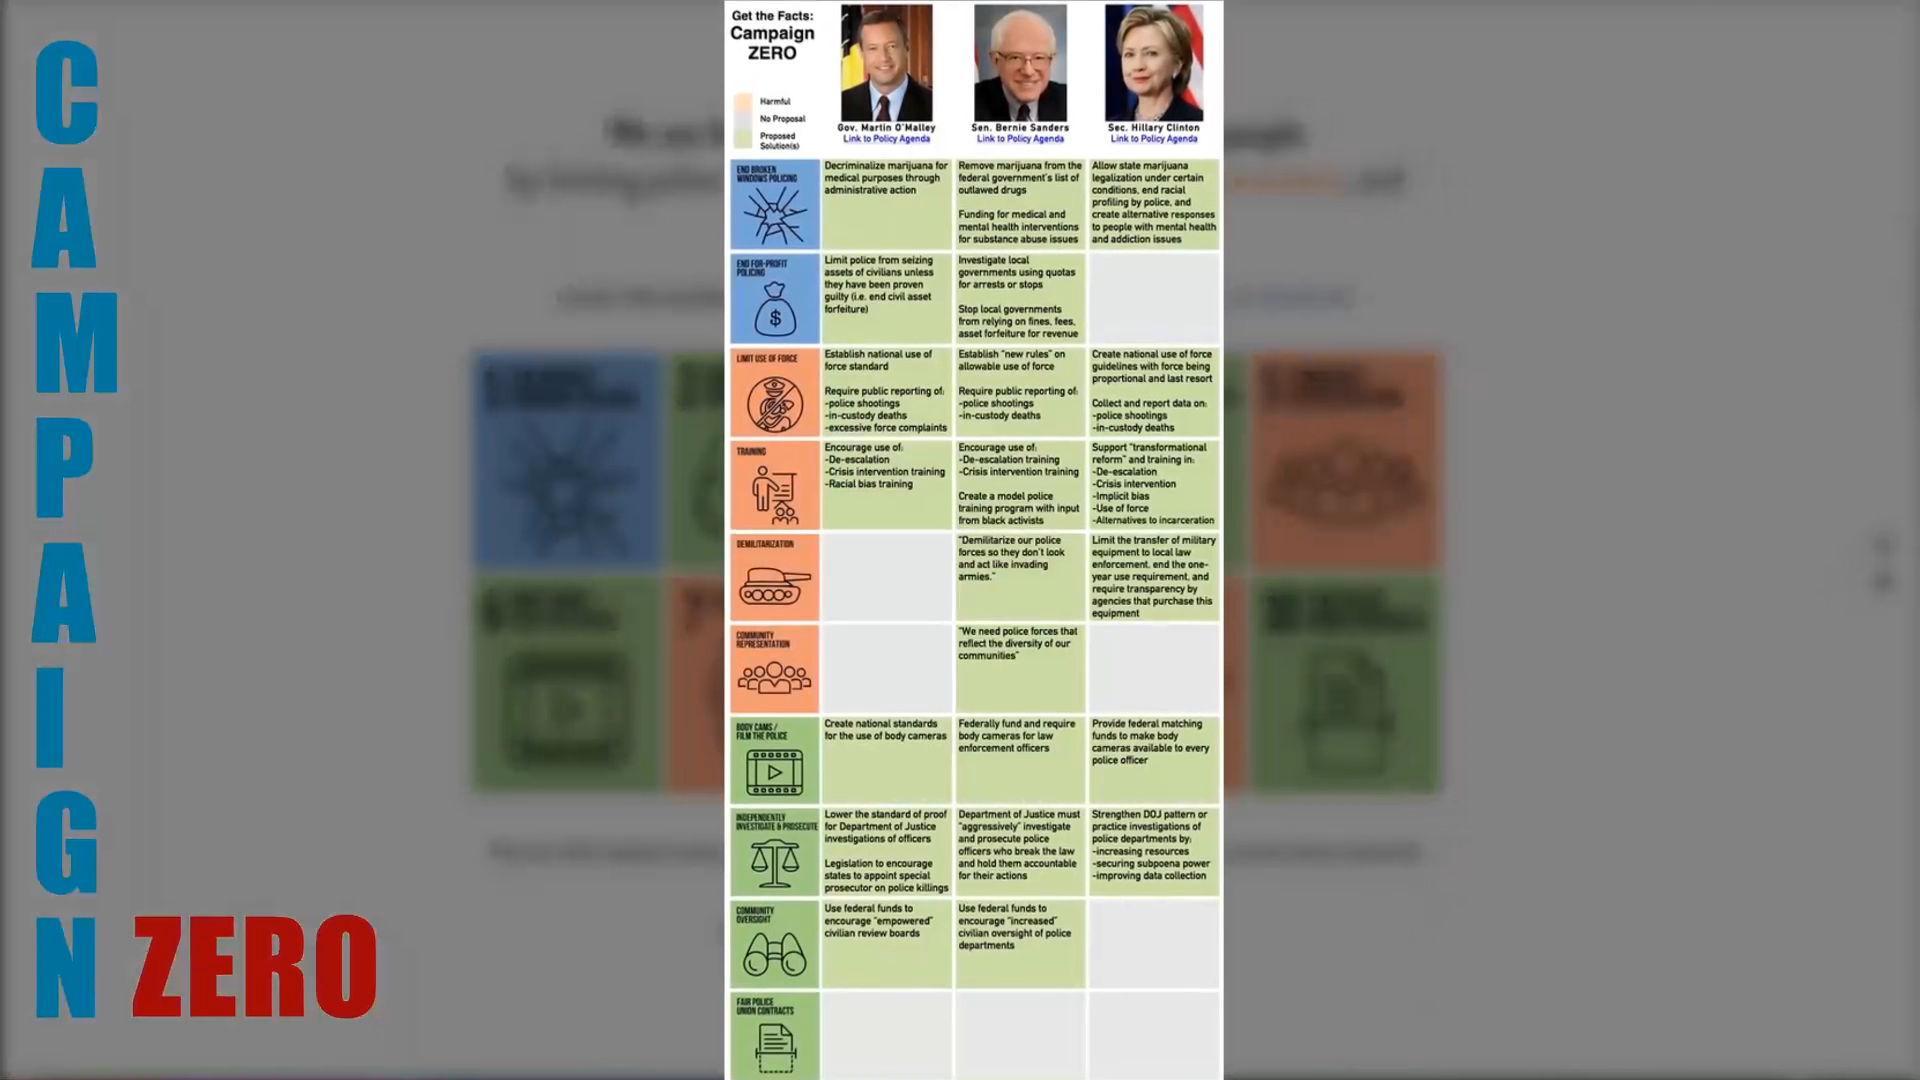 CAMPAIGN
ZERO
Get the Facts:
Campaign
ZERO
Harmful
No Proposal
Proposed
Solution(s)
Gov. Martin O'Malley
Link to Policy Agenda
Sen. Bernie Sanders
Link to Policy Agenda
Sec. Hillary Clinton
Link to Policy Agenda
END BROKEN
WINDOWS POLICING
Decriminalize marijuana for
medical purposes through
administrative action
Remove marijuana from the
federal government's list of
outlawed drugs
Funding for medical and
mental health interventions
for substance abuse issues
Allow state marijuana
legalization under certain
conditions, end racial
profiling by police, and
create alternative responses
to people with mental health
and addiction issues
END FOR-PROFIT
POLICING
$
Limit police from seizing
assets of civilians unless
they have been proven
guilty (i.e. end civil asset
forfeiture)
Investigate local
governments using quotas
for arrests or stops
Stop local governments
from relying on fines, fees,
asset forfeiture for revenue
LIMIT USE OF FORCE
Establish national use of
force standard
Require public reporting of:
-police shootings
-in-custody deaths
-excessive force complaints
Establish "new rules" on
allowable use of force
Require public reporting of:
-police shootings
-in-custody deaths
Create national use of force
guidelines with force being
proportional and last resort
Collect and report data on:
-police shootings
-in-custody deaths
TRAINING
Encourage use of:
-De-escalation
-Crisis intervention training
-Racial bias training
Encourage use of:
-De-escalation training
-Crisis intervention training
Create a model police
training program with input
from black activists
Support "transformational
reform" and training in:
-De-escalation
-Crisis intervention
-Implicit bias
-Use of force
-Alternatives to incarceration
DEMILITARIZATION
"Demilitarize our police
forces so they don't look
and act like invading
armies."
Limit the transfer of military
equipment to local law
enforcement, end the one-
year use requirement, and
require transparency by
agencies that purchase this
equipment
COMMUNITY
REPRESENTATION
"We need police forces that
reflect the diversity of our
communities"
BODY CAMS /
FILM THE POLICE
Create national standards
for the use of body cameras
Federally fund and require
body cameras for law
enforcement officers
Provide federal matching
funds to make body
cameras available to every
police officer
INDEPENDENTLY
INVESTIGATE & PROSECUTE
Lower the standard of proof
for Department of Justice
investigations of officers
Legislation to encourage
states to appoint special
prosecutor on police killings
Department of Justice must
"aggressively" investigate
and prosecute police
officers who break the law
and hold them accountable
for their actions
Strengthen DOJ pattern or
practice investigations of
police departments by:
-increasing resources
-securing subpoena power
-improving data collection
COMMUNITY
OVERSIGHT
Use federal funds to
encourage "empowered"
civilian review boards
Use federal funds to
encourage "increased"
civilian oversight of police
departments
FAIR POLICE
UNION CONTRACTS